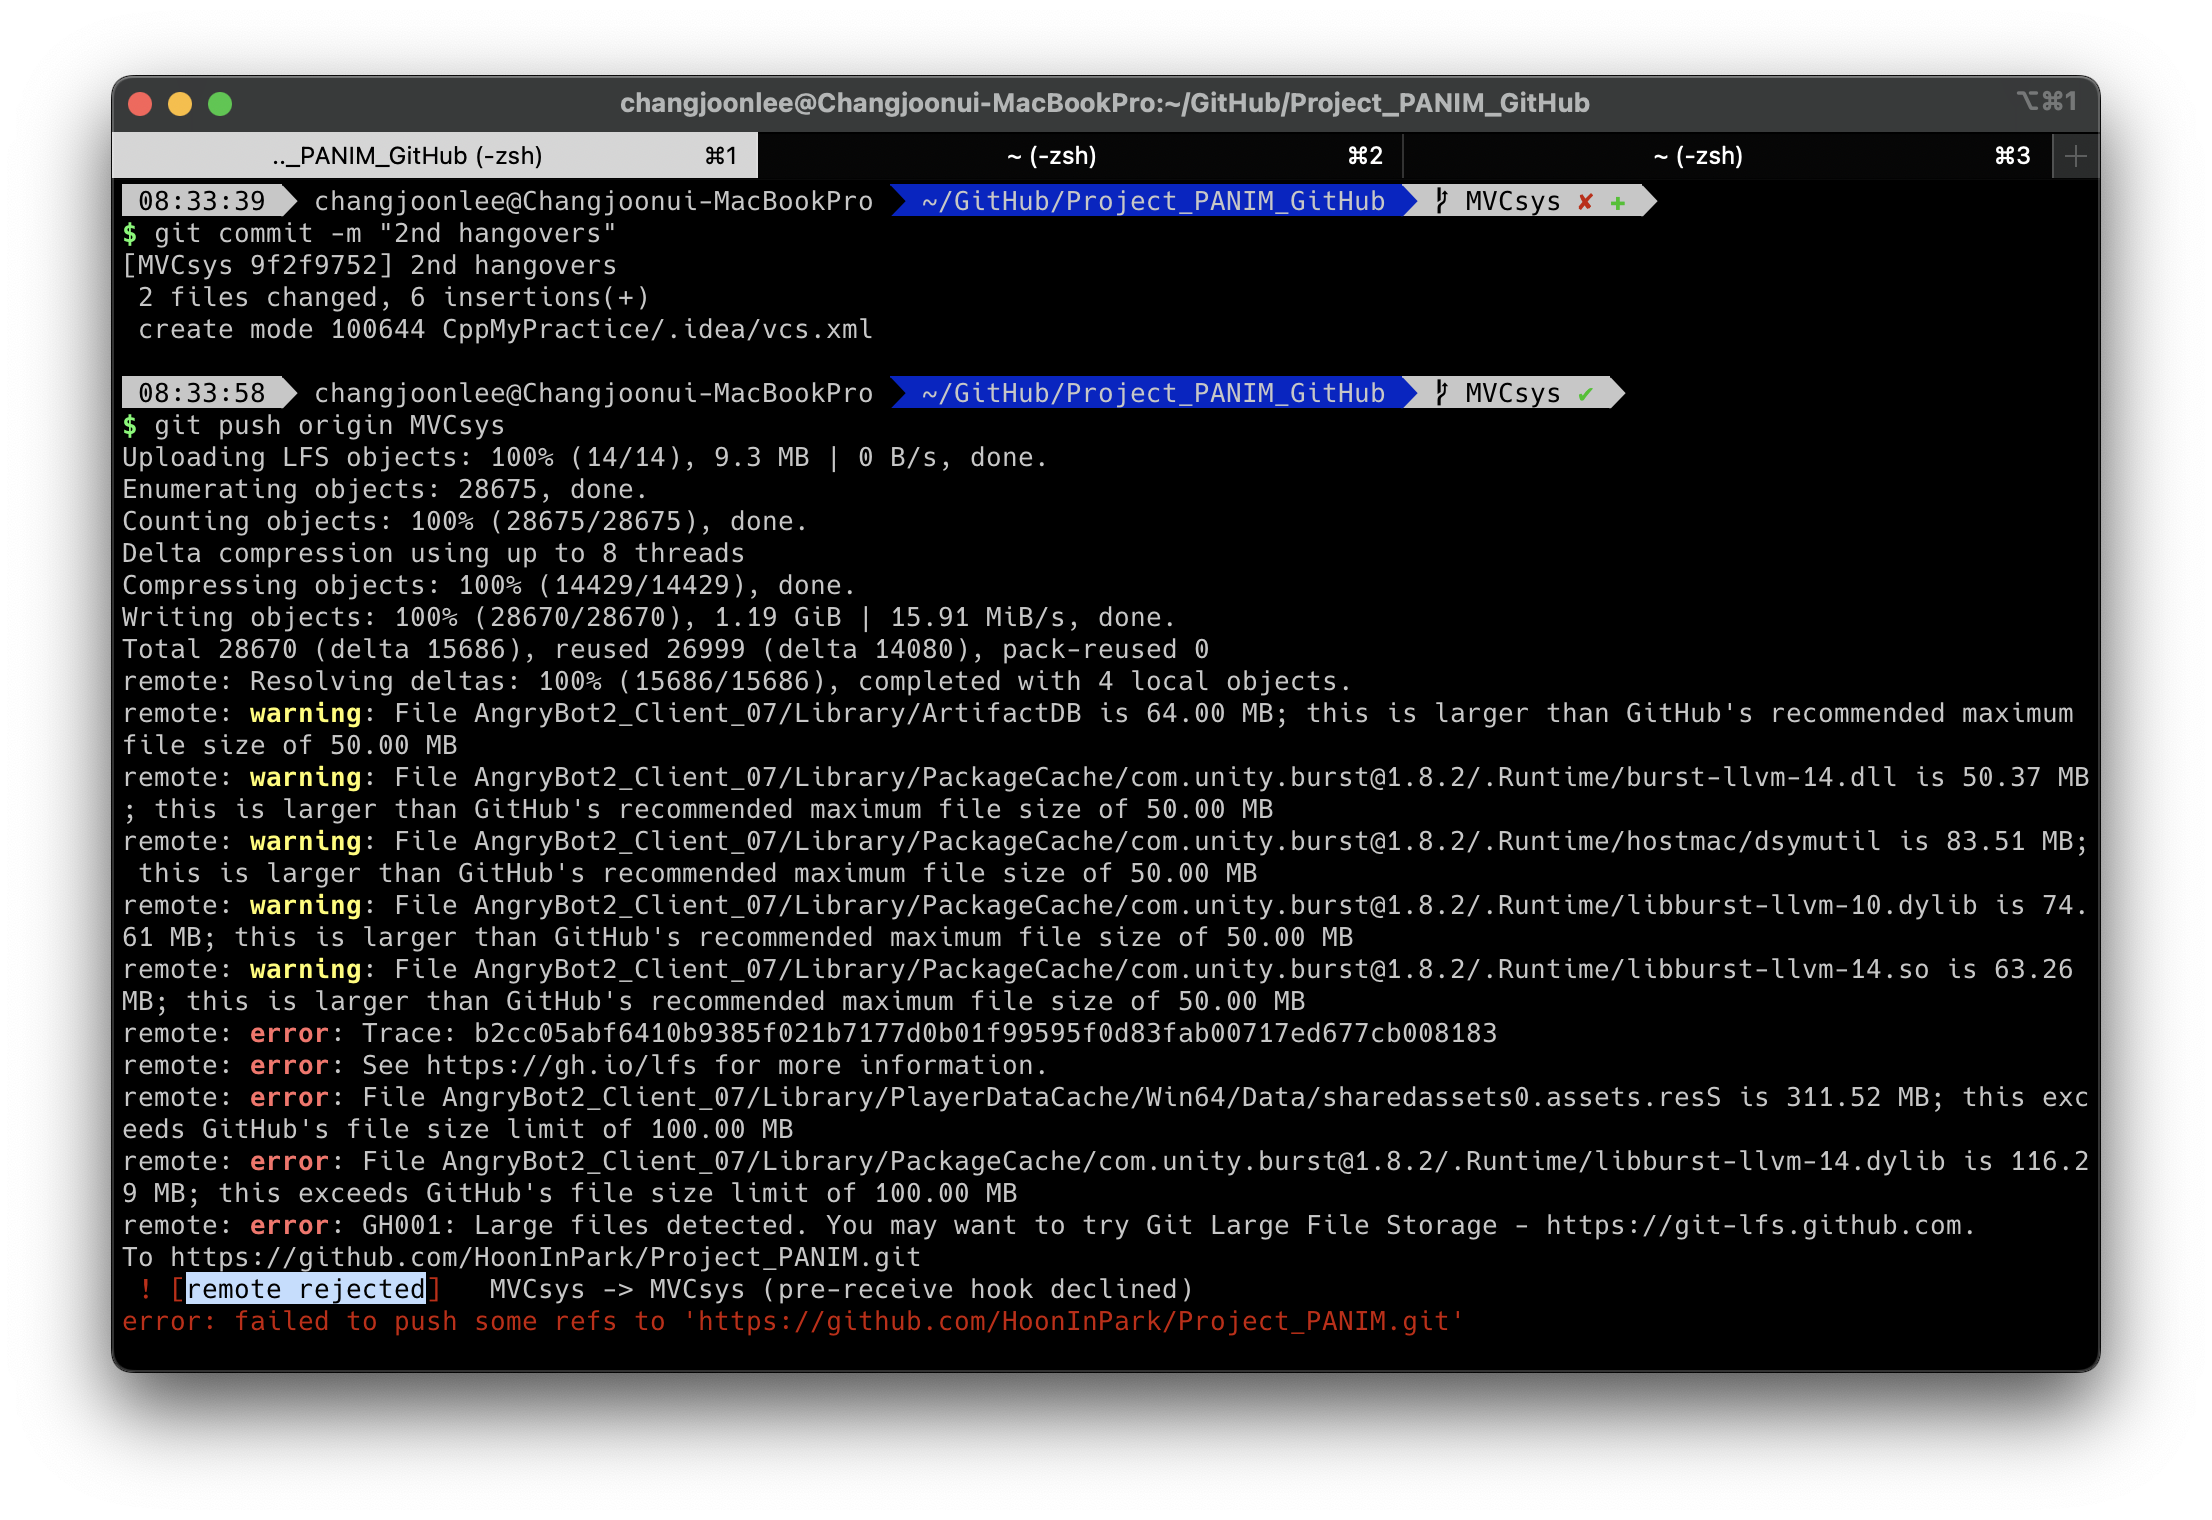 changjoonlee@Changjoonui-MacBookPro:~/GitHub/Project_PANIM_GitHub ⌥⌘1
.._PANIM_GitHub (-zsh) ⌘1 ~ (-zsh) ⌘2 ~ (-zsh) ⌘3 +
08:33:39 changjoonlee@Changjoonui-MacBookPro ~/GitHub/Project_PANIM_GitHub MVCsys ✘ ✚
$ git commit -m "2nd hangovers"
[MVCsys 9f2f9752] 2nd hangovers
2 files changed, 6 insertions(+)
create mode 100644 CppMyPractice/.idea/vcs.xml
08:33:58 changjoonlee@Changjoonui-MacBookPro ~/GitHub/Project_PANIM_GitHub MVCsys ✔
$ git push origin MVCsys
Uploading LFS objects: 100% (14/14), 9.3 MB | 0 B/s, done.
Enumerating objects: 28675, done.
Counting objects: 100% (28675/28675), done.
Delta compression using up to 8 threads
Compressing objects: 100% (14429/14429), done.
Writing objects: 100% (28670/28670), 1.19 GiB | 15.91 MiB/s, done.
Total 28670 (delta 15686), reused 26999 (delta 14080), pack-reused 0
remote: Resolving deltas: 100% (15686/15686), completed with 4 local objects.
remote: warning: File AngryBot2_Client_07/Library/ArtifactDB is 64.00 MB; this is larger than GitHub's recommended maximum
file size of 50.00 MB
remote: warning: File AngryBot2_Client_07/Library/PackageCache/com.unity.burst@1.8.2/.Runtime/burst-llvm-14.dll is 50.37 MB
; this is larger than GitHub's recommended maximum file size of 50.00 MB
remote: warning: File AngryBot2_Client_07/Library/PackageCache/com.unity.burst@1.8.2/.Runtime/hostmac/dsymutil is 83.51 MB;
this is larger than GitHub's recommended maximum file size of 50.00 MB
remote: warning: File AngryBot2_Client_07/Library/PackageCache/com.unity.burst@1.8.2/.Runtime/libburst-llvm-10.dylib is 74.
61 MB; this is larger than GitHub's recommended maximum file size of 50.00 MB
remote: warning: File AngryBot2_Client_07/Library/PackageCache/com.unity.burst@1.8.2/.Runtime/libburst-llvm-14.so is 63.26
MB; this is larger than GitHub's recommended maximum file size of 50.00 MB
remote: error: Trace: b2cc05abf6410b9385f021b7177d0b01f99595f0d83fab00717ed677cb008183
remote: error: See https://gh.io/lfs for more information.
remote: error: File AngryBot2_Client_07/Library/PlayerDataCache/Win64/Data/sharedassets0.assets.resS is 311.52 MB; this exc
eeds GitHub's file size limit of 100.00 MB
remote: error: File AngryBot2_Client_07/Library/PackageCache/com.unity.burst@1.8.2/.Runtime/libburst-llvm-14.dylib is 116.2
9 MB; this exceeds GitHub's file size limit of 100.00 MB
remote: error: GH001: Large files detected. You may want to try Git Large File Storage - https://git-lfs.github.com.
To https://github.com/HoonInPark/Project_PANIM.git
! [remote rejected] MVCsys -> MVCsys (pre-receive hook declined)
error: failed to push some refs to 'https://github.com/HoonInPark/Project_PANIM.git'